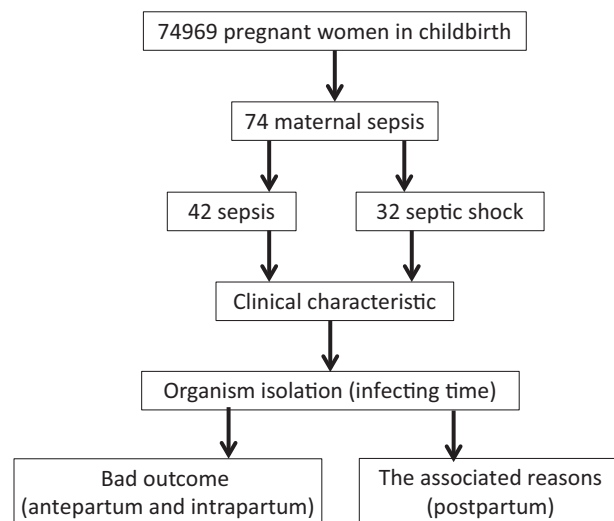 74969 pregnant women in childbirth
74 maternal sepsis
42 sepsis
32 septic shock
Clinical characteristic
Organism isolation (infecting time)
Bad outcome
(antepartum and intrapartum)
The associated reasons
(postpartum)